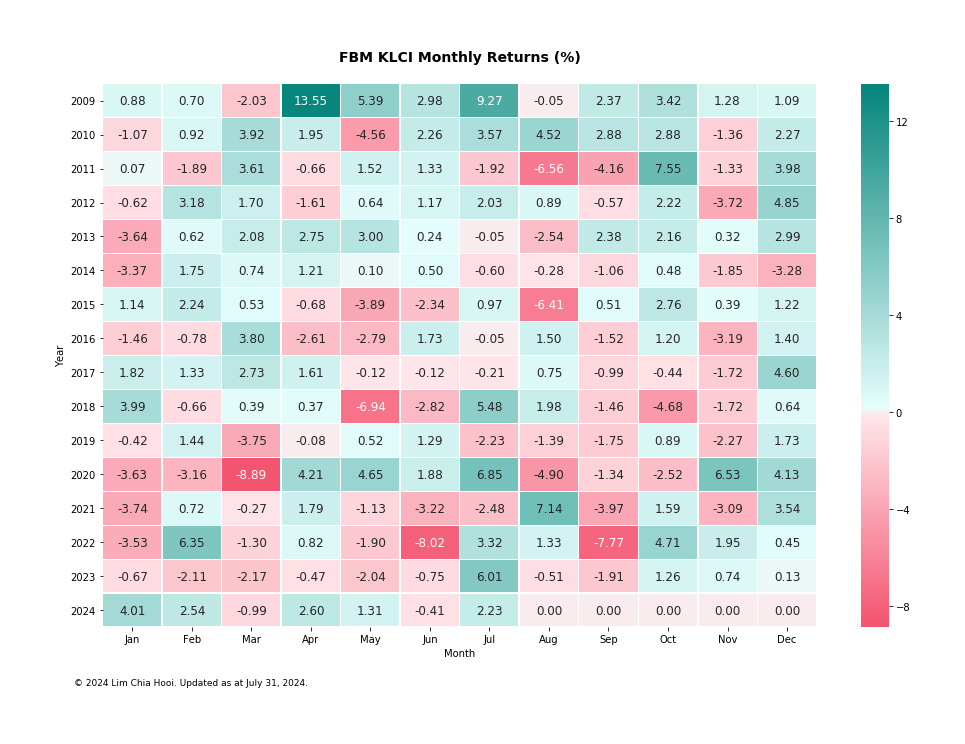 FBM KLCI Monthly Returns (%)
2009 0.88 0.70 -2.03 13.55 5.39 2.98 9.27 -0.05 2.37 3.42 1.28 1.09
2010 -1.07 0.92 3.92 1.95 -4.56 2.26 3.57 4.52 2.88 2.88 -1.36 2.27
2011 0.07 -1.89 3.61 -0.66 1.52 1.33 -1.92 -6.56 -4.16 7.55 -1.33 3.98
2012 -0.62 3.18 1.70 -1.61 0.64 1.17 2.03 0.89 -0.57 2.22 -3.72 4.85
2013 -3.64 0.62 2.08 2.75 3.00 0.24 -0.05 -2.54 2.38 2.16 0.32 2.99
2014 -3.37 1.75 0.74 1.21 0.10 0.50 -0.60 -0.28 -1.06 0.48 -1.85 -3.28
2015 1.14 2.24 0.53 -0.68 -3.89 -2.34 0.97 -6.41 0.51 2.76 0.39 1.22
2016 -1.46 -0.78 3.80 -2.61 -2.79 1.73 -0.05 1.50 -1.52 1.20 -3.19 1.40
2017 1.82 1.33 2.73 1.61 -0.12 -0.12 -0.21 0.75 -0.99 -0.44 -1.72 4.60
2018 3.99 -0.66 0.39 0.37 -6.94 -2.82 5.48 1.98 -1.46 -4.68 -1.72 0.64
2019 -0.42 1.44 -3.75 -0.08 0.52 1.29 -2.23 -1.39 -1.75 0.89 -2.27 1.73
2020 -3.63 -3.16 -8.89 4.21 4.65 1.88 6.85 -4.90 -1.34 -2.52 6.53 4.13
2021 -3.74 0.72 -0.27 1.79 -1.13 -3.22 -2.48 7.14 -3.97 1.59 -3.09 3.54
2022 -3.53 6.35 -1.30 0.82 -1.90 -8.02 3.32 1.33 -7.77 4.71 1.95 0.45
2023 -0.67 -2.11 -2.17 -0.47 -2.04 -0.75 6.01 -0.51 -1.91 1.26 0.74 0.13
2024 4.01 2.54 -0.99 2.60 1.31 -0.41 2.23 0.00 0.00 0.00 0.00 0.00
Jan Feb Mar Apr May Jun Jul Aug Sep Oct Nov Dec
Month
Year
12
8
4
0
−4
−8
© 2024 Lim Chia Hooi. Updated as at July 31, 2024.